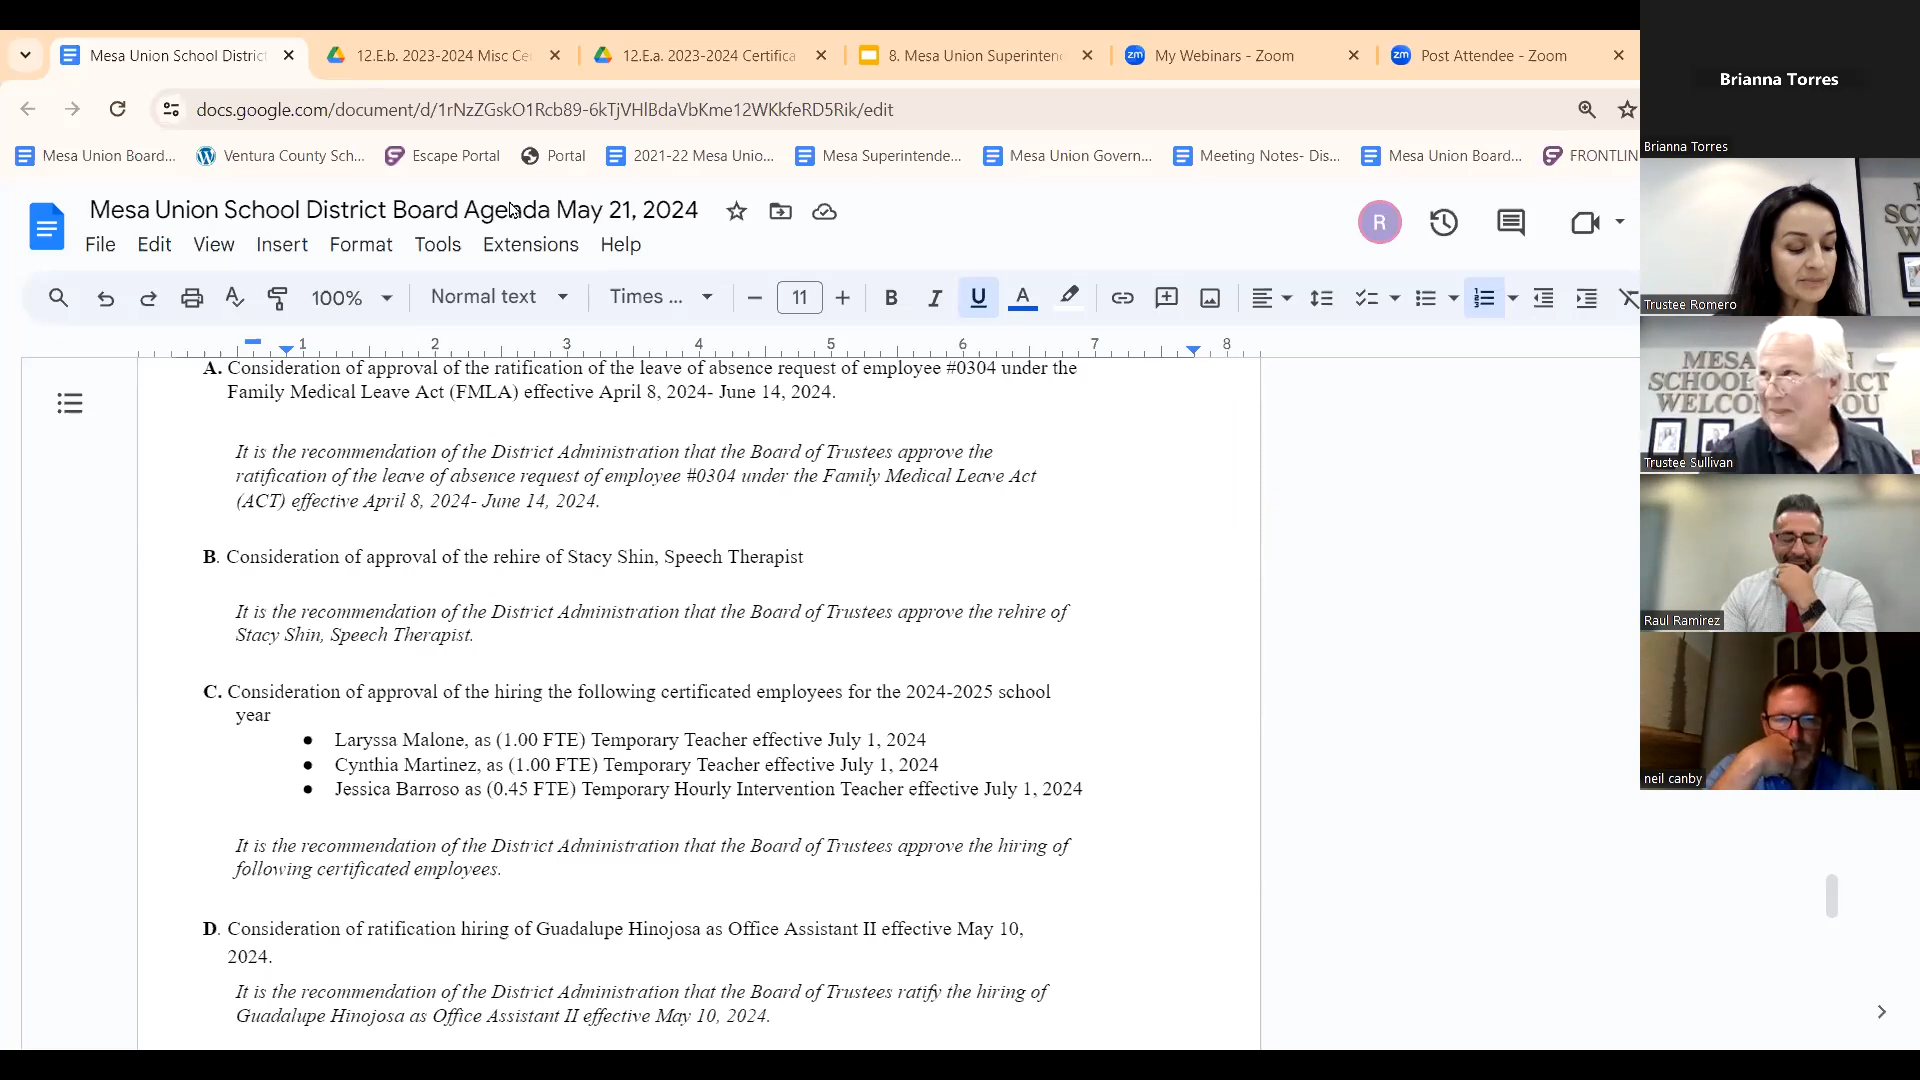 Mesa Union School District
12.E.b. 2023-2024 Misc Ce
12.E.a. 2023-2024 Certifica
8. Mesa Union Superinten
zm My Webinars - Zoom
zm Post Attendee - Zoom
docs.google.com/document/d/1rNzZGskO1Rcb89-6kTjVHlBdaVbKme12WKkfeRD5Rik/edit
Mesa Union Board...
Ventura County Sch...
Escape Portal
Portal
2021-22 Mesa Unio...
Mesa Superintende...
Mesa Union Govern...
Meeting Notes- Dis...
Mesa Union Board...
FRONTLIN
Mesa Union School District Board Agenda May 21, 2024
R
File Edit View Insert Format Tools Extensions Help
100% Normal text Times ... 11 B I U A
1 2 3 4 5 6 7 8
A. Consideration of approval of the ratification of the leave of absence request of employee #0304 under the
Family Medical Leave Act (FMLA) effective April 8, 2024- June 14, 2024.
It is the recommendation of the District Administration that the Board of Trustees approve the
ratification of the leave of absence request of employee #0304 under the Family Medical Leave Act
(ACT) effective April 8, 2024- June 14, 2024.
B. Consideration of approval of the rehire of Stacy Shin, Speech Therapist
It is the recommendation of the District Administration that the Board of Trustees approve the rehire of
Stacy Shin, Speech Therapist.
C. Consideration of approval of the hiring the following certificated employees for the 2024-2025 school
year
● Laryssa Malone, as (1.00 FTE) Temporary Teacher effective July 1, 2024
● Cynthia Martinez, as (1.00 FTE) Temporary Teacher effective July 1, 2024
● Jessica Barroso as (0.45 FTE) Temporary Hourly Intervention Teacher effective July 1, 2024
It is the recommendation of the District Administration that the Board of Trustees approve the hiring of
following certificated employees.
D. Consideration of ratification hiring of Guadalupe Hinojosa as Office Assistant II effective May 10,
2024.
It is the recommendation of the District Administration that the Board of Trustees ratify the hiring of
Guadalupe Hinojosa as Office Assistant II effective May 10, 2024.
Brianna Torres
Brianna Torres
Trustee Romero
MESA
SCHOOL
WELCO OU
Trustee Sullivan
Raul Ramirez
neil canby